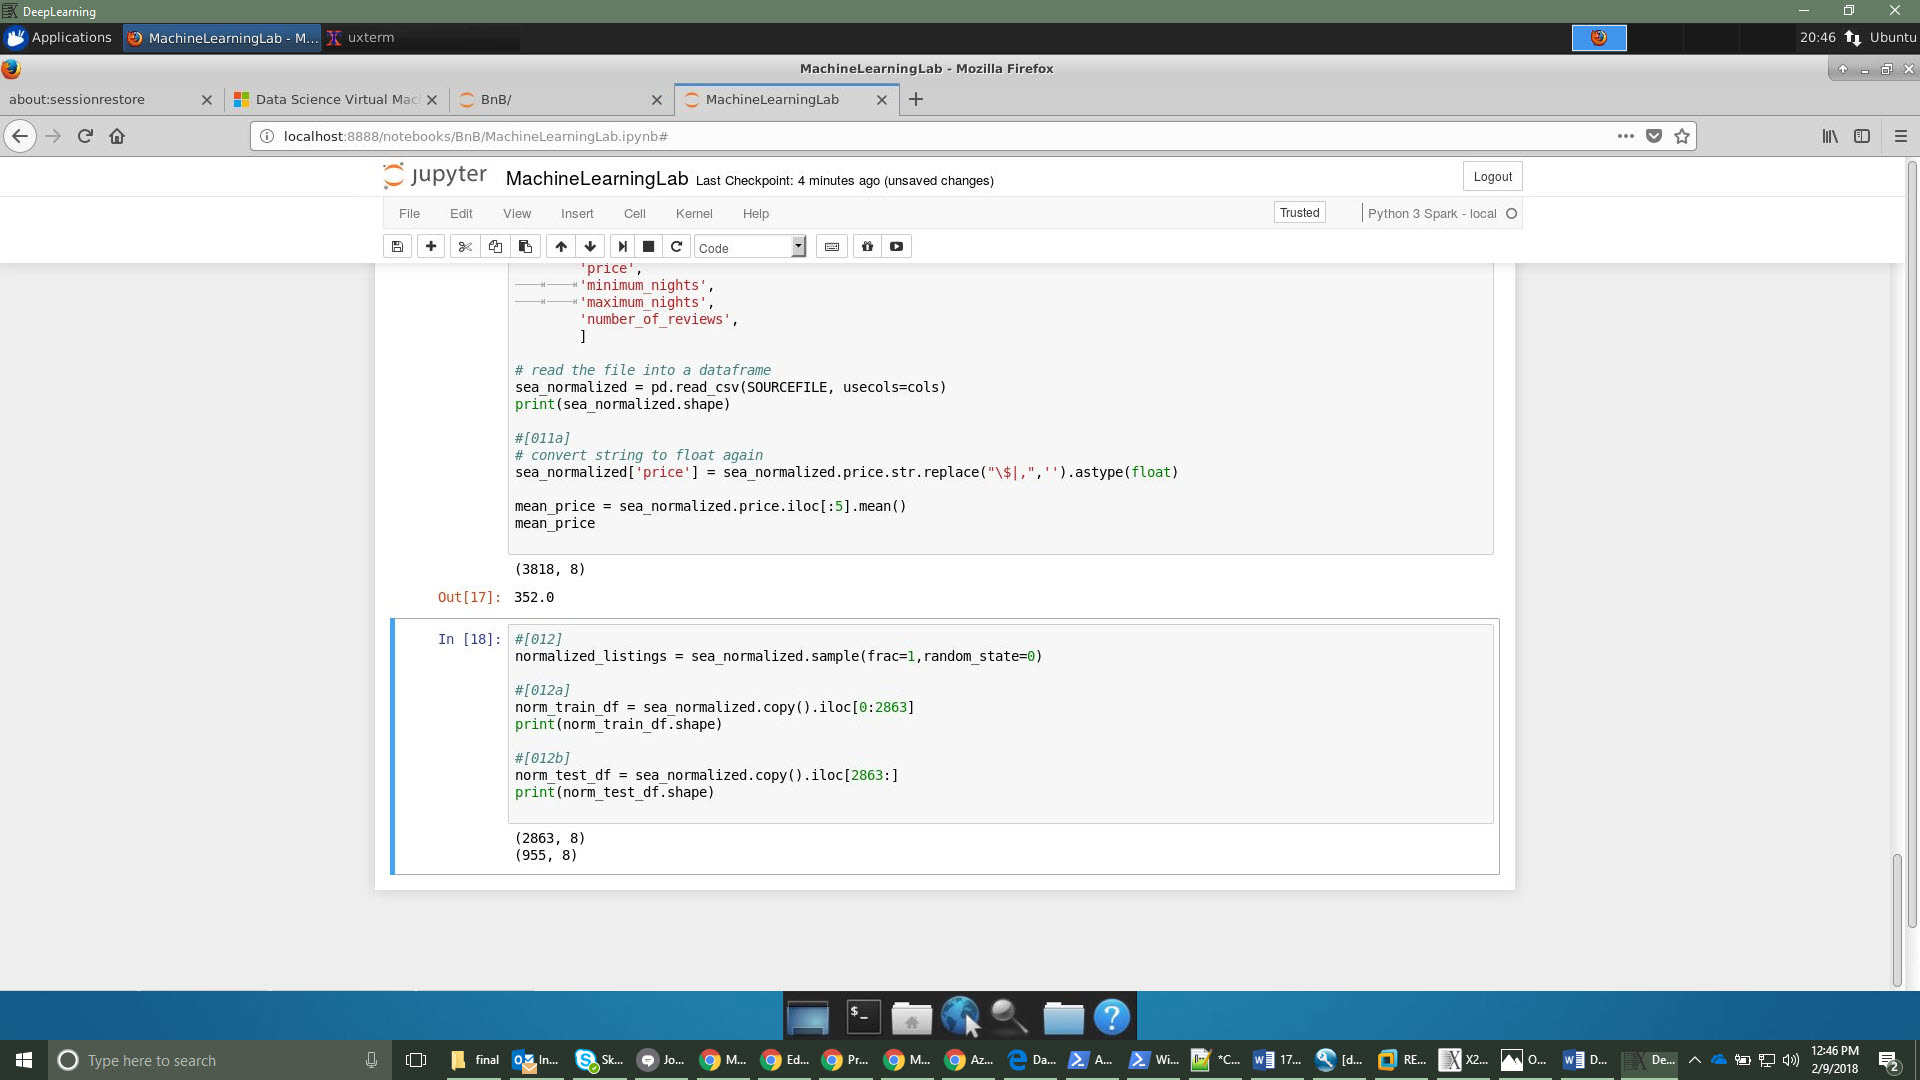 DeepLearning
Applications
MachineLearningLab - M...
uxterm
20:46
Ubuntu
MachineLearningLab - Mozilla Firefox
about:sessionrestore
Data Science Virtual Mac
BnB/
MachineLearningLab
localhost:8888/notebooks/BnB/MachineLearningLab.ipynb#
jupyter
MachineLearningLab
Last Checkpoint: 4 minutes ago (unsaved changes)
Logout
File
Edit
View
Insert
Cell
Kernel
Help
Trusted
Python 3 Spark - local
Code
'price',
'minimum_nights',
'maximum_nights',
'number_of_reviews',
]
# read the file into a dataframe
sea_normalized = pd.read_csv(SOURCEFILE, usecols=cols)
print(sea_normalized.shape)
#[011a]
# convert string to float again
sea_normalized['price'] = sea_normalized.price.str.replace("\$|,",'').astype(float)
mean_price = sea_normalized.price.iloc[:5].mean()
mean_price
(3818, 8)
Out[17]: 352.0
In [18]: #[012]
normalized_listings = sea_normalized.sample(frac=1,random_state=0)
#[012a]
norm_train_df = sea_normalized.copy().iloc[0:2863]
print(norm_train_df.shape)
#[012b]
norm_test_df = sea_normalized.copy().iloc[2863:]
print(norm_test_df.shape)
(2863, 8)
(955, 8)
$_
?
Type here to search
final
In...
Sk...
Jo...
M...
Ed...
Pr...
M...
Az...
Da...
A...
Wi...
*C...
17...
[d...
RE...
X2...
O...
D...
De...
12:46 PM
2/9/2018
2